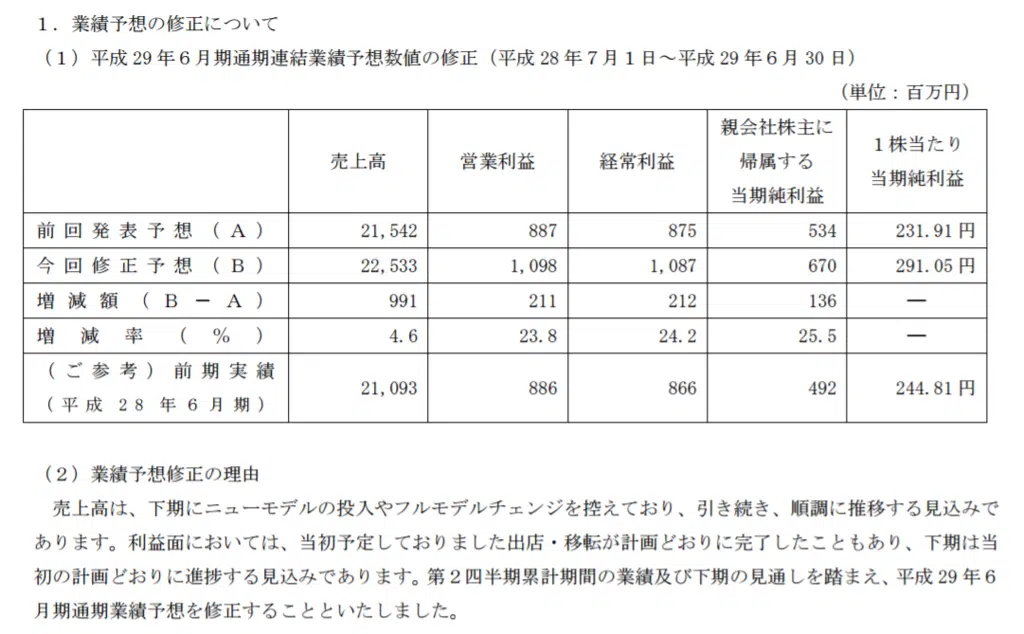 １．業績予想の修正について
（１）平成 29 年６月期通期連結業績予想数値の修正（平成 28 年７月１日～平成 29 年６月 30 日）
（単位：百万円）
売上高 営業利益 経常利益 親会社株主に帰属する当期純利益 １株当たり当期純利益
前回発表予想（Ａ） 21,542 887 875 534 231.91 円
今回修正予想（Ｂ） 22,533 1,098 1,087 670 291.05 円
増減額（Ｂ－Ａ） 991 211 212 136 ―
増減率（％） 4.6 23.8 24.2 25.5 ―
（ご参考）前期実績
（平成 28 年６月期） 21,093 886 866 492 244.81 円
（２）業績予想修正の理由
売上高は、下期にニューモデルの投入やフルモデルチェンジを控えており、引き続き、順調に推移する見込みで
あります。利益面においては、当初予定しておりました出店・移転が計画どおりに完了したこともあり、下期は当
初の計画どおりに進捗する見込みであります。第２四半期累計期間の業績及び下期の見通しを踏まえ、平成 29 年６
月期通期業績予想を修正することといたしました。